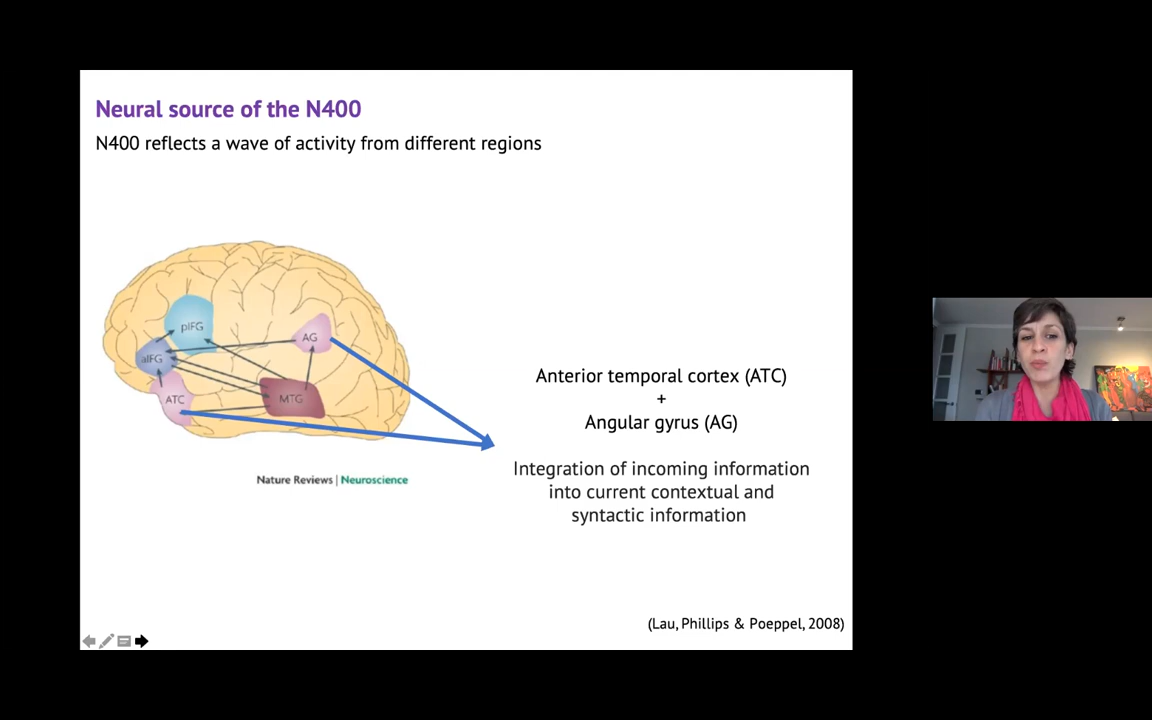 Neural source of the N400
N400 reflects a wave of activity from different regions
pIFG
AG
aIFG
ATC
MTG
Nature Reviews | Neuroscience
Anterior temporal cortex (ATC)
+
Angular gyrus (AG)
Integration of incoming information
into current contextual and
syntactic information
(Lau, Phillips & Poeppel, 2008)